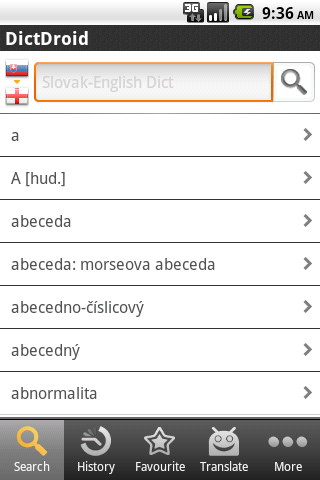 3G 9:36 AM
DictDroid
Slovak-English Dict
a
A [hud.]
abeceda
abeceda: morseova abeceda
abecedno-číslicový
abecedný
abnormalita
Search History Favourite Translate More